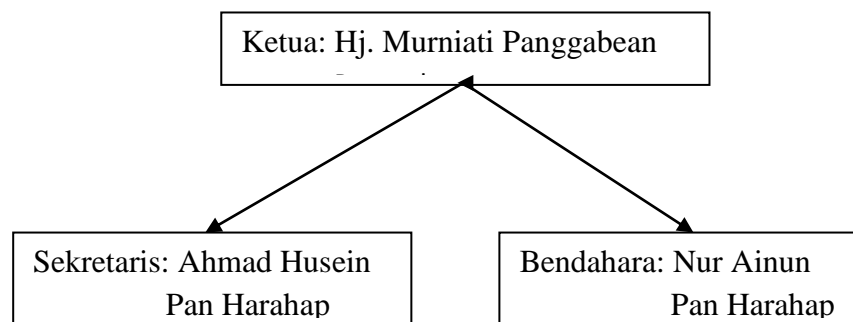 Ketua: Hj. Murniati Panggabean
Sekretaris: Ahmad Husein
Pan Harahap
Bendahara: Nur Ainun
Pan Harahap